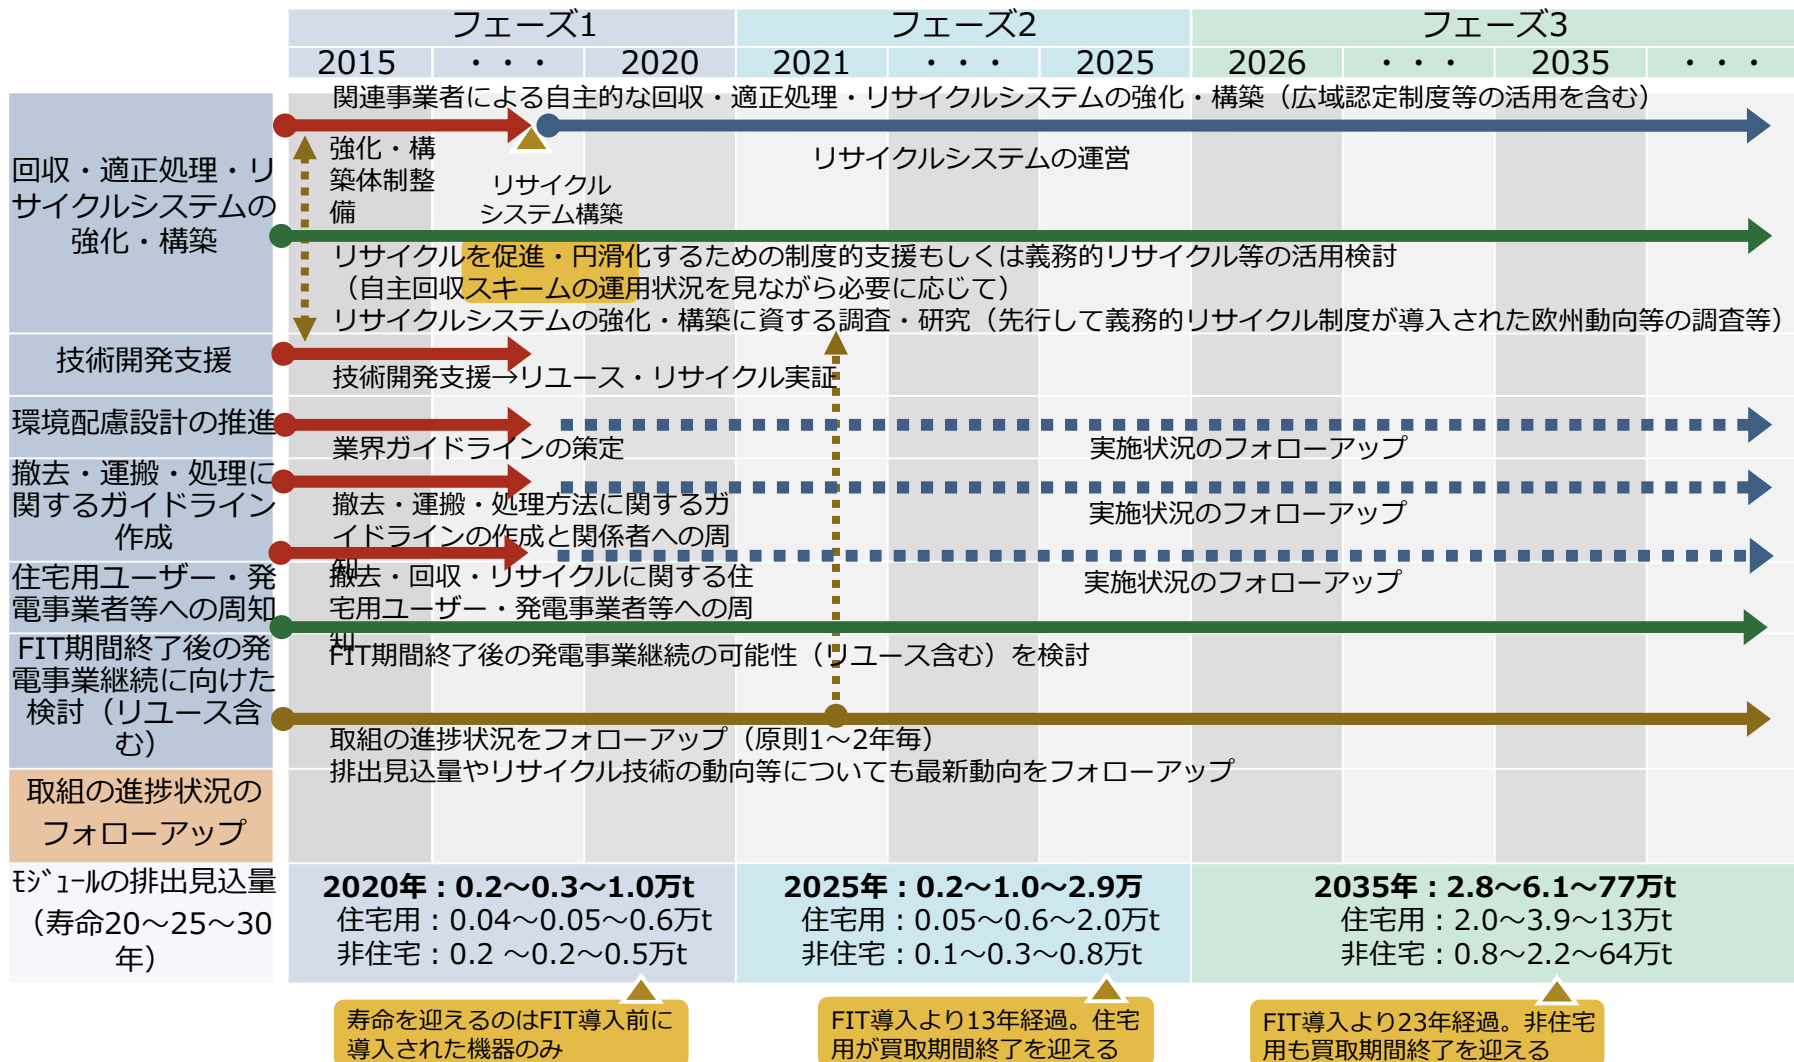 フェーズ1
フェーズ2
フェーズ3
2015
・・・
2020
2021
・・・
2025
2026
・・・
2035
・・・
回収・適正処理・リ
サイクルシステムの
強化・構築
関連事業者による自主的な回収・適正処理・リサイクルシステムの強化・構築（広域認定制度等の活用を含む）
強化・構
築体制整
備
リサイクル
システム構築
リサイクルシステムの運営
リサイクルを促進・円滑化するための制度的支援もしくは義務的リサイクル等の活用検討
（自主回収スキームの運用状況を見ながら必要に応じて）
リサイクルシステムの強化・構築に資する調査・研究（先行して義務的リサイクル制度が導入された欧州動向等の調査等）
技術開発支援
技術開発支援→リユース・リサイクル実証
環境配慮設計の推進
業界ガイドラインの策定
実施状況のフォローアップ
撤去・運搬・処理に
関するガイドライン
作成
撤去・運搬・処理方法に関するガ
イドラインの作成と関係者への周
知
実施状況のフォローアップ
住宅用ユーザー・発
電事業者等への周知
撤去・回収・リサイクルに関する住
宅用ユーザー・発電事業者等への周
知
実施状況のフォローアップ
FIT期間終了後の発
電事業継続に向けた
検討（リユース含
む）
FIT期間終了後の発電事業継続の可能性（リユース含む）を検討
取組の進捗状況をフォローアップ（原則1～2年毎）
排出見込量やリサイクル技術の動向等についても最新動向をフォローアップ
取組の進捗状況の
フォローアップ
ﾓｼﾞｭｰﾙの排出見込量
（寿命20～25～30
年）
2020年：0.2～0.3～1.0万t
住宅用：0.04～0.05～0.6万t
非住宅：0.2 ～0.2～0.5万t
2025年：0.2～1.0～2.9万
住宅用：0.05～0.6～2.0万t
非住宅：0.1～0.3～0.8万t
2035年：2.8～6.1～77万t
住宅用：2.0～3.9～13万t
非住宅：0.8～2.2～64万t
寿命を迎えるのはFIT導入前に
導入された機器のみ
FIT導入より13年経過。住宅
用が買取期間終了を迎える
FIT導入より23年経過。非住宅
用も買取期間終了を迎える